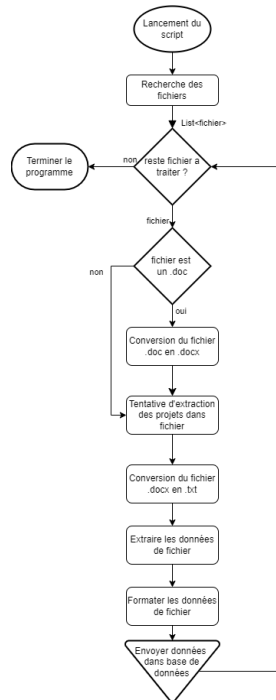 Lancement du
script
Recherche des
fichiers
List<fichier>
reste fichier a
traiter ?
non
Terminer le
programme
fichier
fichier est
un .doc
non
oui
Conversion du fichier
.doc en .docx
Tentative d'extraction
des projets dans
fichier
Conversion du fichier
.docx en .txt
Extraire les données
de fichier
Formater les données
de fichier
Envoyer données
dans base de
données